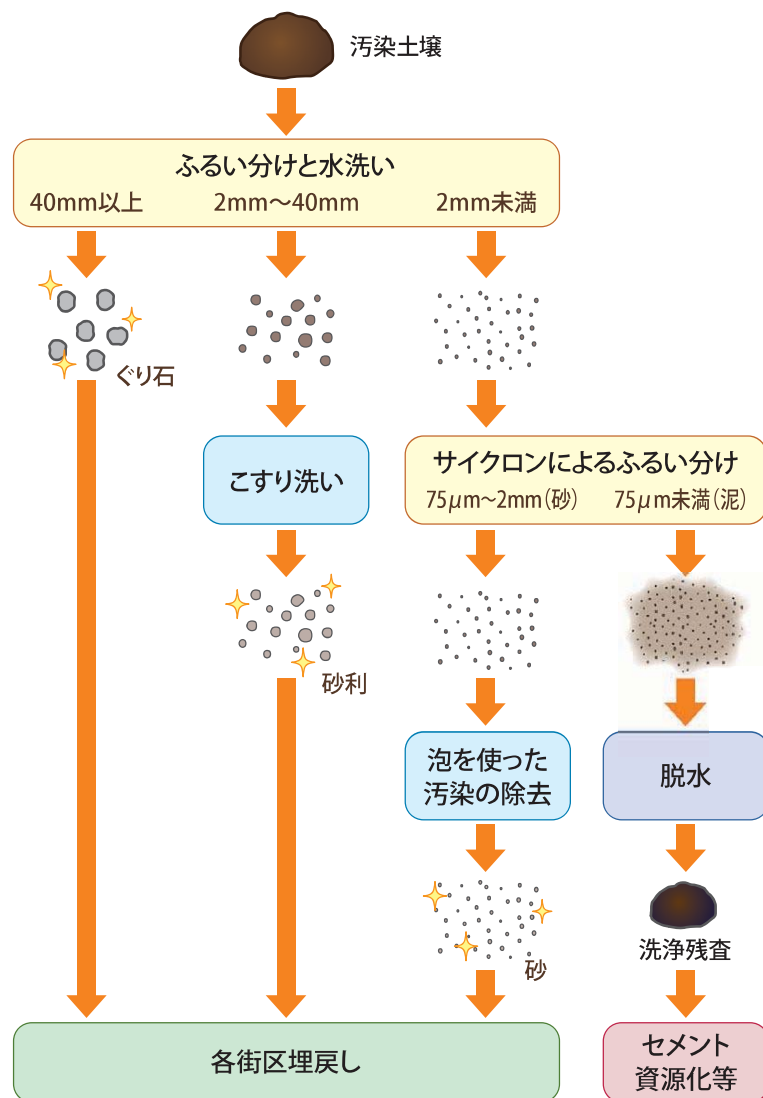 汚染土壌
ふるい分けと水洗い
40mm以上
2mm～40mm
2mm未満
ぐり石
こすり洗い
サイクロンによるふるい分け
75μm～2mm（砂）
75μm未満（泥）
砂利
泡を使った
汚染の除去
脱水
砂
洗浄残査
各街区埋戻し
セメント
資源化等